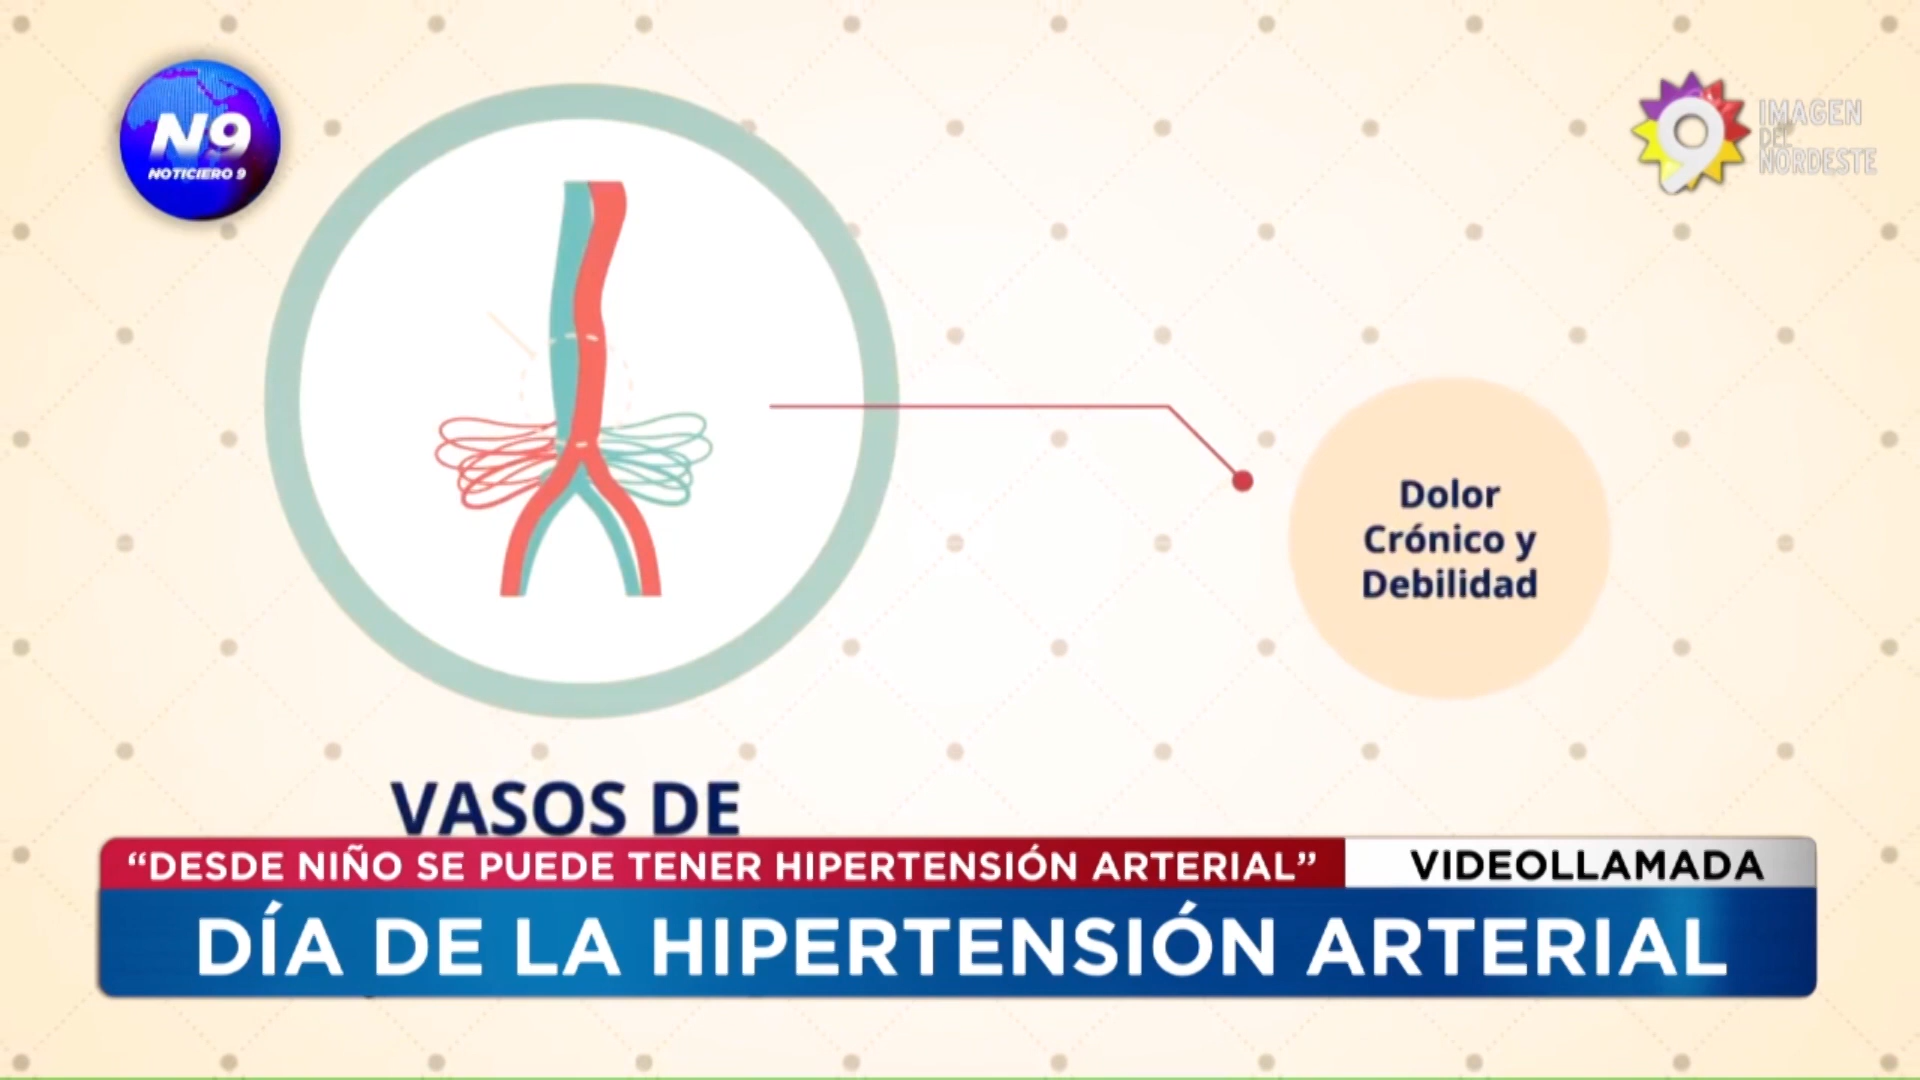 N9
NOTICIERO 9
9
IMAGEN
DEL
NORDESTE
Dolor
Crónico y
Debilidad
VASOS DE
“DESDE NIÑO SE PUEDE TENER HIPERTENSIÓN ARTERIAL”
VIDEOLLAMADA
DÍA DE LA HIPERTENSIÓN ARTERIAL